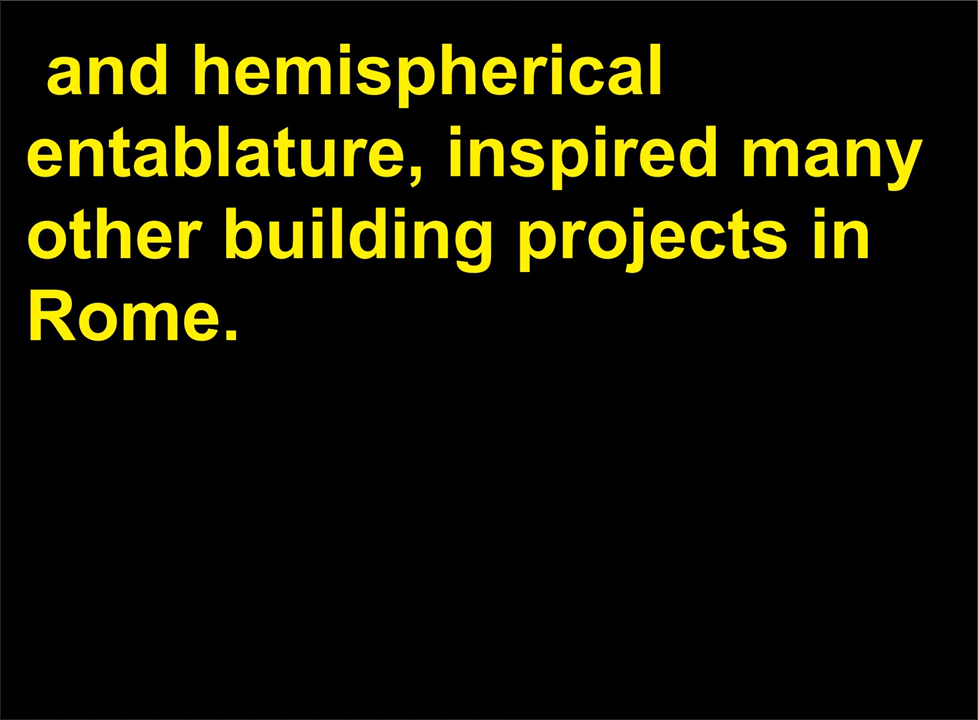 and hemispherical
entablature, inspired many
other building projects in
Rome.